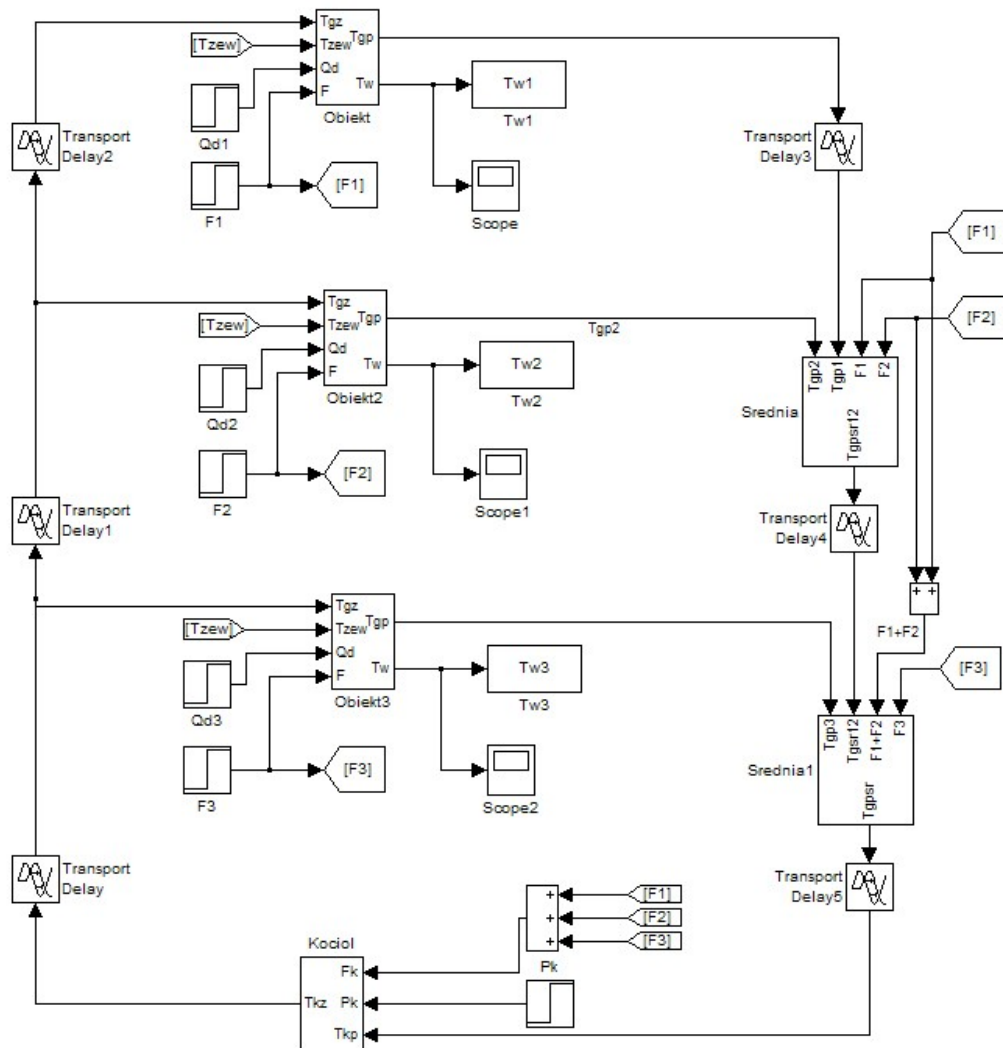 Tgz
[Tzew]
Tzew
Tgp
Qd
Tw
F
Obiekt
Tw1
Tw1
Qd1
Transport
Delay2
Transport
Delay3
[F1]
F1
Scope
[F1]
Tgz
[Tzew]
Tzew
Tgp
Tgp2
[F2]
Qd
Tw
F
Obiekt2
Tw2
Tw2
Qd2
Tgp2
Tgp1
F1
F2
Srednia
Tgpsr12
[F2]
F2
Scope1
Transport
Delay1
Transport
Delay4
Tgz
[Tzew]
Tzew
Tgp
+
+
F1+F2
Qd
Tw
F
Obiekt3
Tw3
Tw3
[F3]
Qd3
Tgp3
Tgsr12
F1+F2
F3
Srednia1
Tgpsr
[F3]
F3
Scope2
Transport
Delay
Transport
Delay5
+
[F1]
+
[F2]
+
[F3]
Pk
Kociol
Fk
Tkz
Pk
Tkp